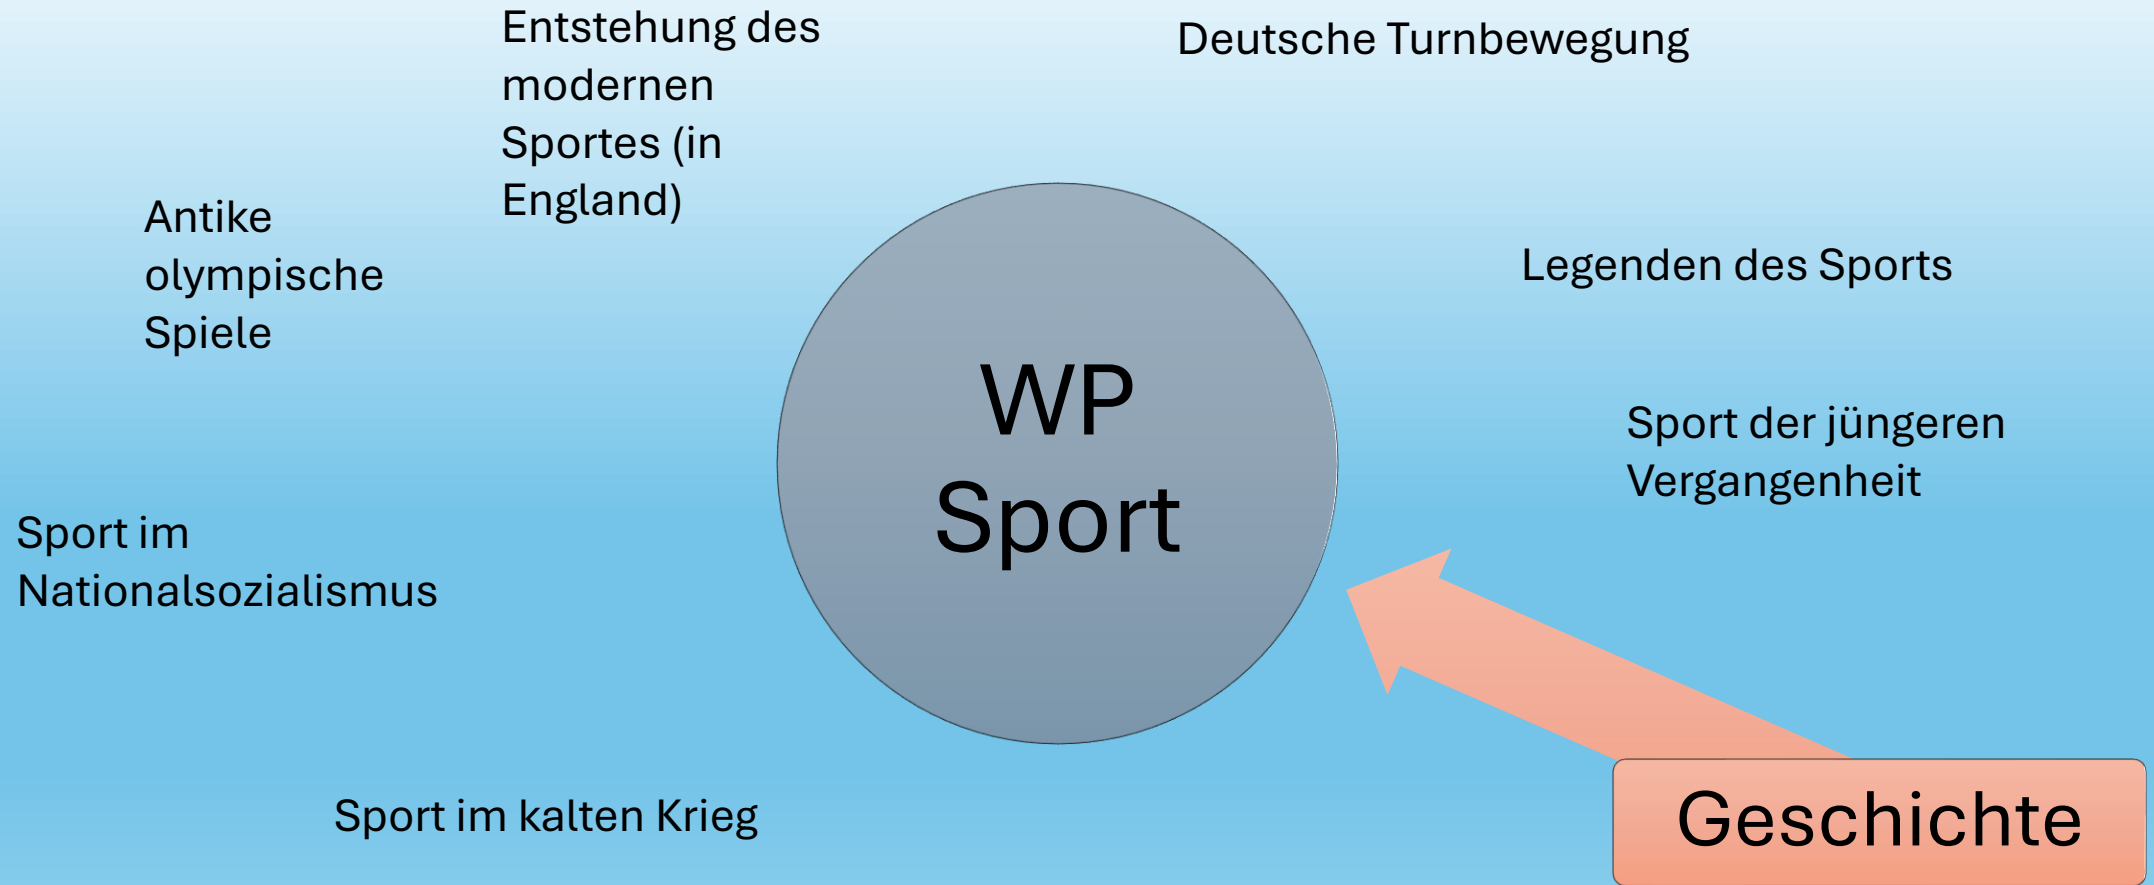 Entstehung des
modernen
Sportes (in
England)
Deutsche Turnbewegung
Antike
olympische
Spiele
Legenden des Sports
WP
Sport
Sport der jüngeren
Vergangenheit
Sport im
Nationalsozialismus
Sport im kalten Krieg
Geschichte